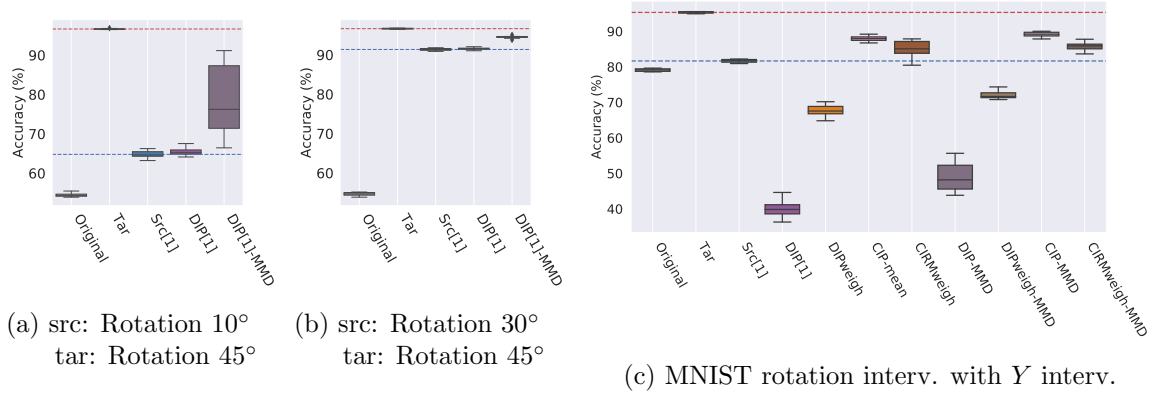 Accuracy (%)
90
80
70
60
Original
Tar
Src[1]
DIP[1]
DIP[1]-MMD
(a) src: Rotation 10°
tar: Rotation 45°
Accuracy (%)
90
80
70
60
Original
Tar
Src[1]
DIP[1]
DIP[1]-MMD
(b) src: Rotation 30°
tar: Rotation 45°
Accuracy (%)
90
80
70
60
50
40
Original
Tar
Src[1]
DIP[1]
DIPweigh
CIP-mean
CIRMweigh
DIP-MMD
DIPweigh-MMD
CIP-MMD
CIRMweigh-MMD
(c) MNIST rotation interv. with Y interv.